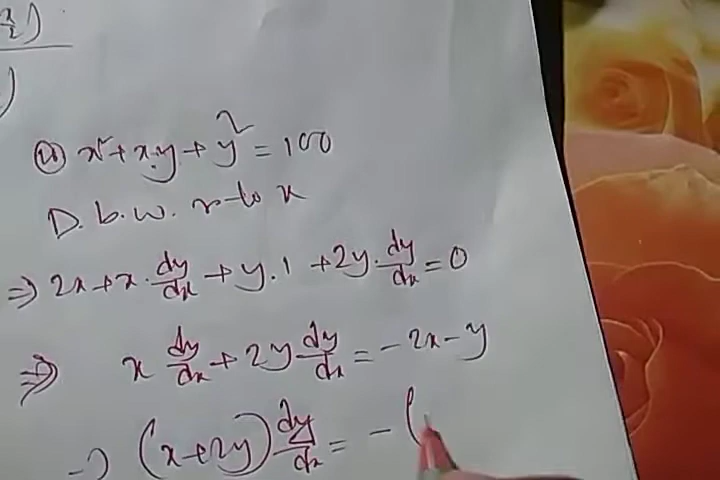 x² + x.y + y² = 100
D. b. w. r to x
⇒ 2x + x . dy/dx + y . 1 + 2y . dy/dx = 0
⇒ x dy/dx + 2y dy/dx = - 2x - y
→ (x + 2y) dy/dx = - (